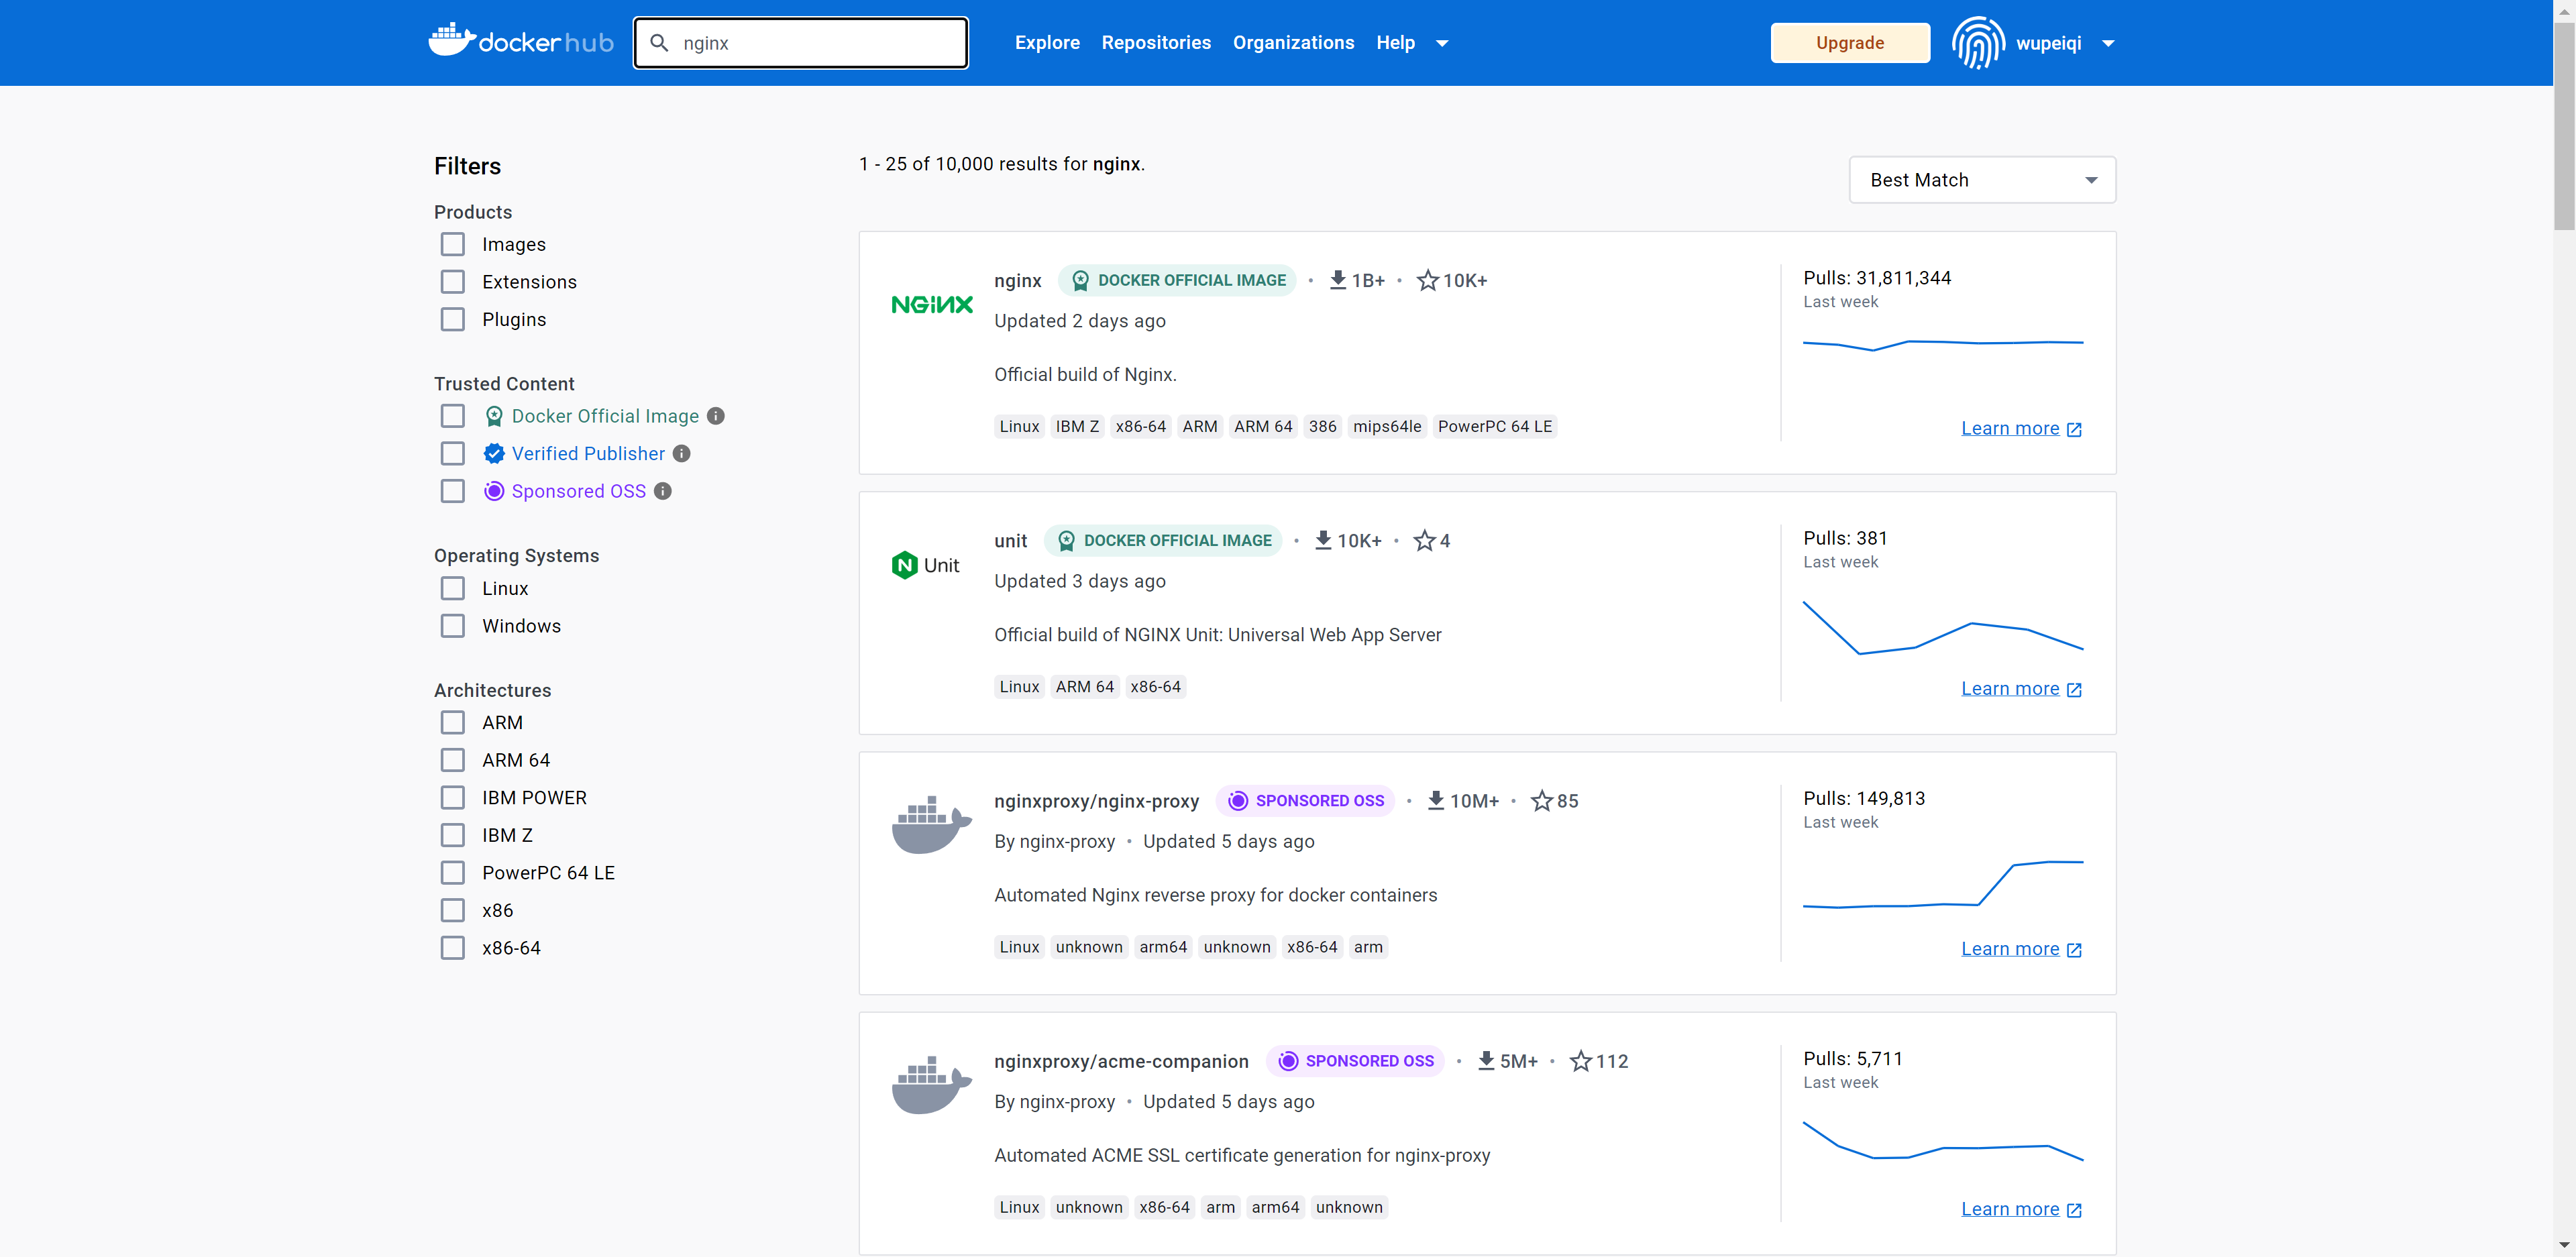 docker hub
nginx
Explore Repositories Organizations Help
Upgrade
wupeiqi
Filters
Products
Images
Extensions
Plugins
Trusted Content
Docker Official Image
Verified Publisher
Sponsored OSS
Operating Systems
Linux
Windows
Architectures
ARM
ARM 64
IBM POWER
IBM Z
PowerPC 64 LE
x86
x86-64
1 - 25 of 10,000 results for nginx.
Best Match
NGINX
nginx DOCKER OFFICIAL IMAGE • 1B+ • 10K+
Updated 2 days ago
Official build of Nginx.
Linux IBM Z x86-64 ARM ARM 64 386 mips64le PowerPC 64 LE
Pulls: 31,811,344
Last week
Learn more
N Unit
unit DOCKER OFFICIAL IMAGE • 10K+ • 4
Updated 3 days ago
Official build of NGINX Unit: Universal Web App Server
Linux ARM 64 x86-64
Pulls: 381
Last week
Learn more
nginxproxy/nginx-proxy SPONSORED OSS • 10M+ • 85
By nginx-proxy • Updated 5 days ago
Automated Nginx reverse proxy for docker containers
Linux unknown arm64 unknown x86-64 arm
Pulls: 149,813
Last week
Learn more
nginxproxy/acme-companion SPONSORED OSS • 5M+ • 112
By nginx-proxy • Updated 5 days ago
Automated ACME SSL certificate generation for nginx-proxy
Linux unknown x86-64 arm arm64 unknown
Pulls: 5,711
Last week
Learn more